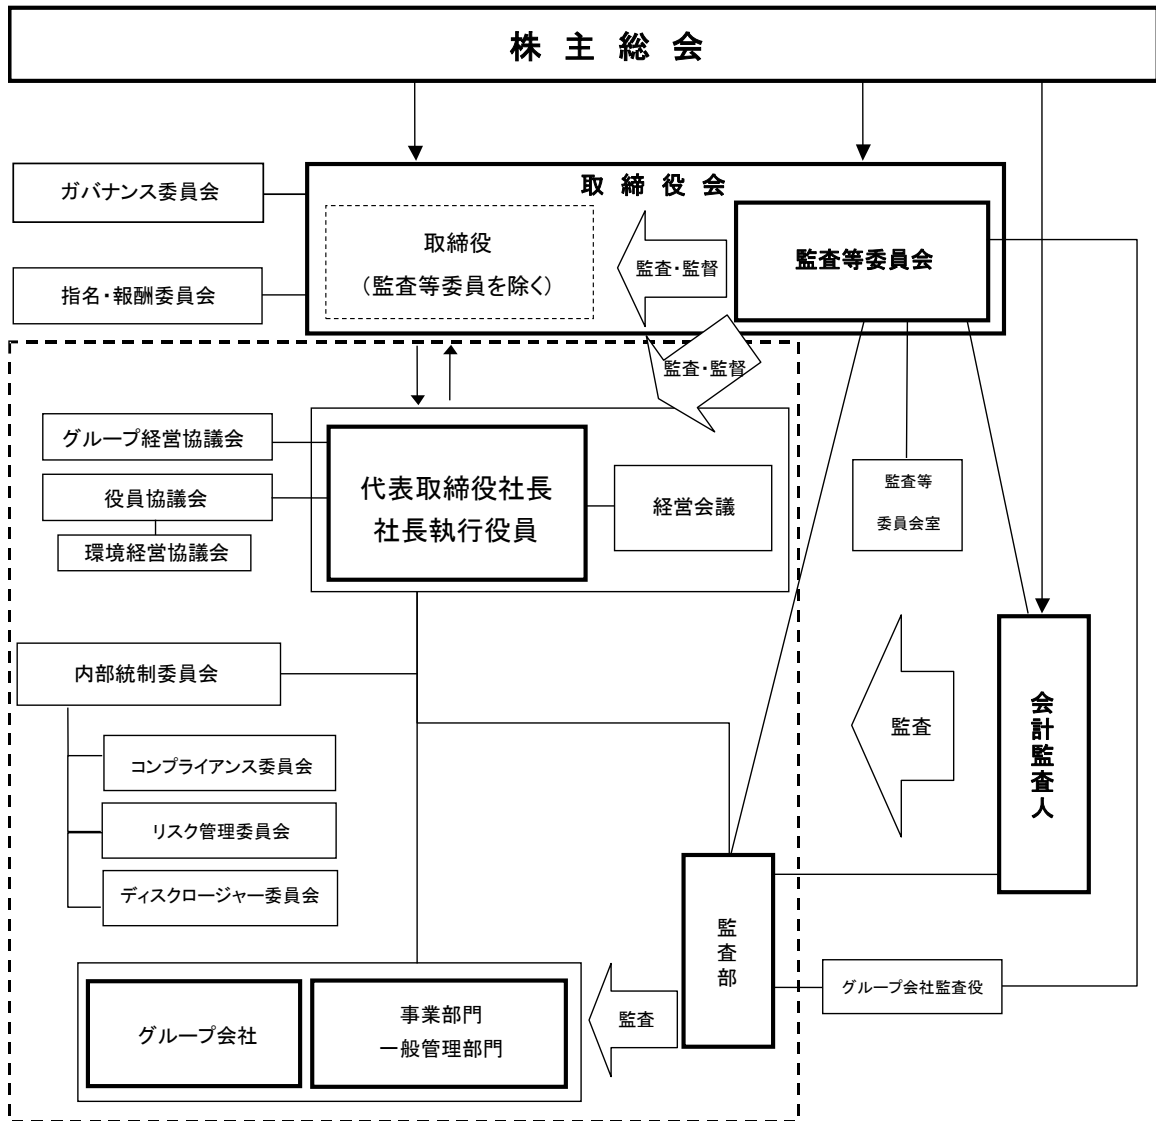 株主総会
ガバナンス委員会
取締役会
取締役
（監査等委員を除く）
監査・監督
監査等委員会
指名・報酬委員会
監査・監督
グループ経営協議会
役員協議会
環境経営協議会
代表取締役社長
社長執行役員
経営会議
監査等
委員会室
内部統制委員会
コンプライアンス委員会
リスク管理委員会
ディスクロージャー委員会
監査
会計監査人
監査部
グループ会社監査役
グループ会社
事業部門
一般管理部門
監査